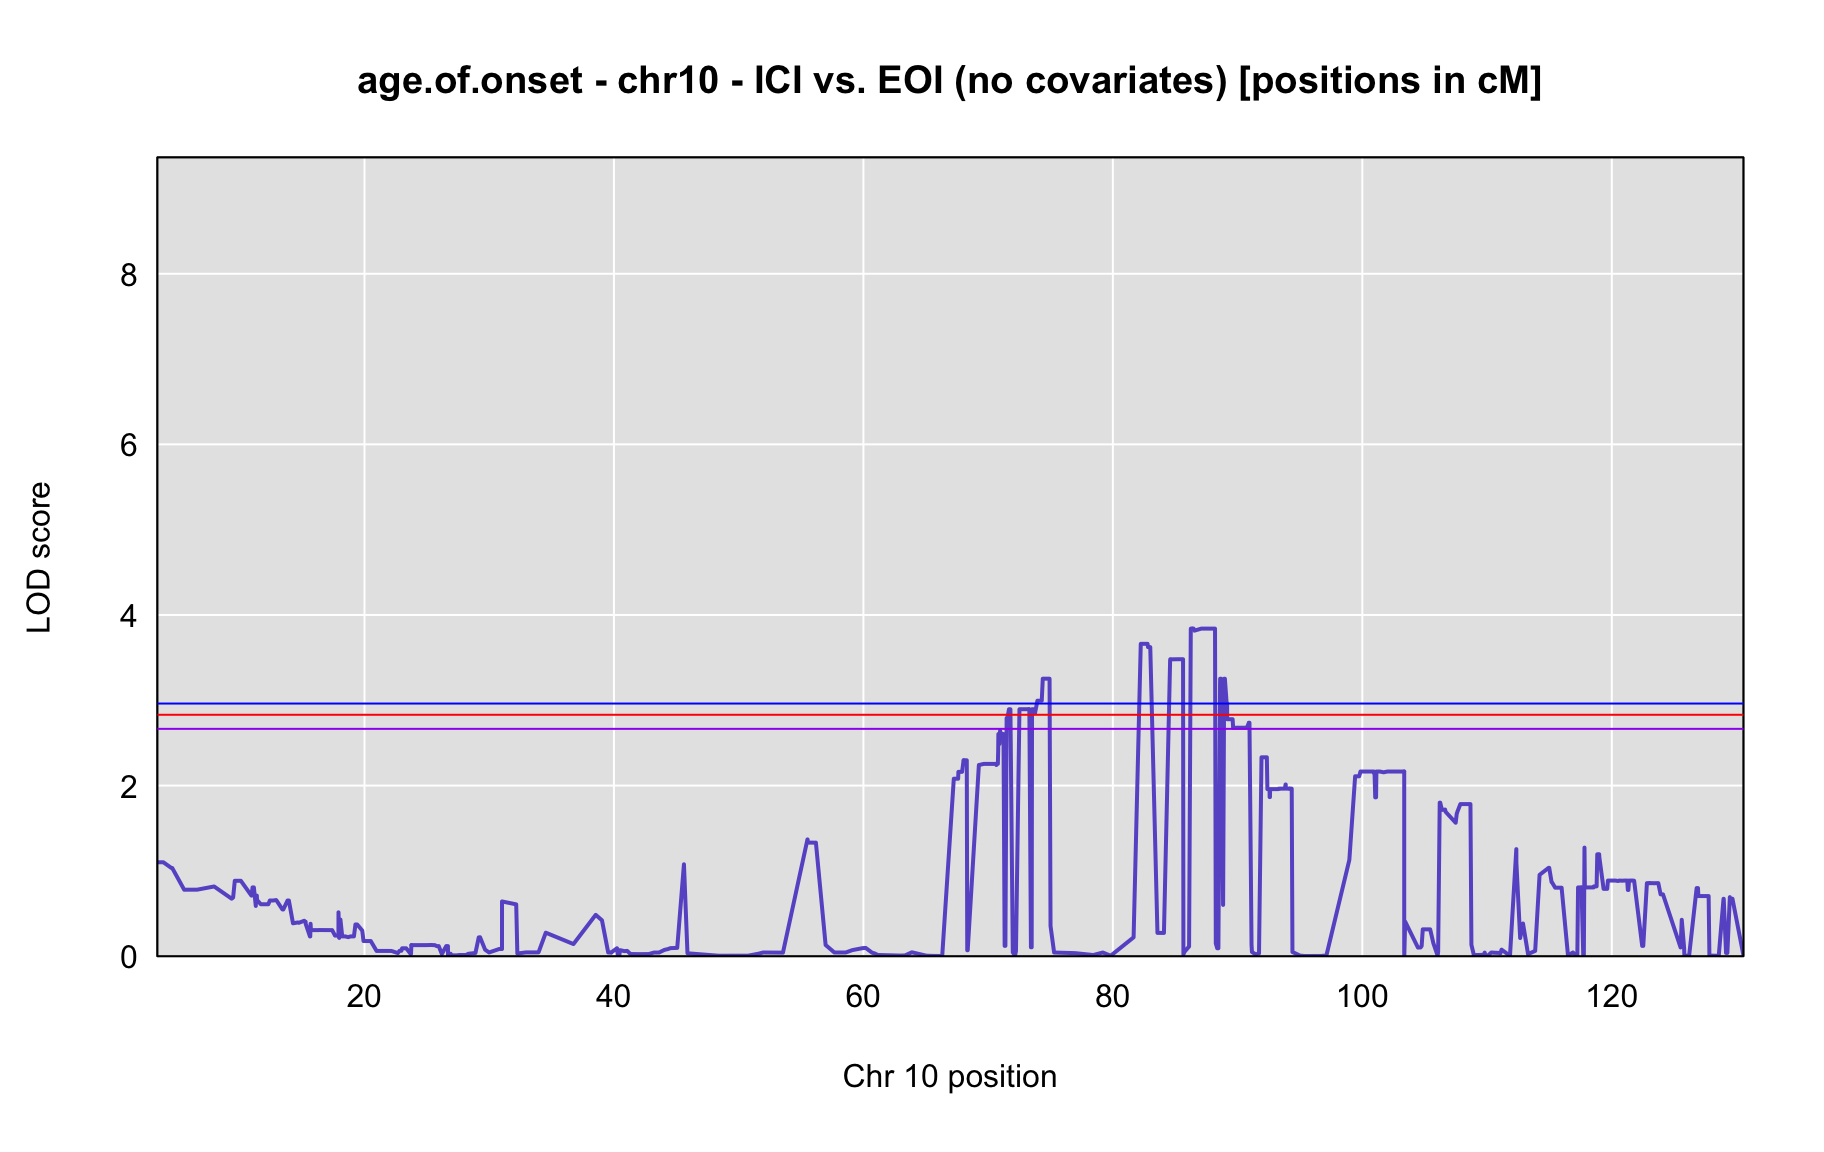 age.of.onset - chr10 - ICI vs. EOI (no covariates) [positions in cM]
LOD score
8
6
4
2
0
20 40 60 80 100 120
Chr 10 position